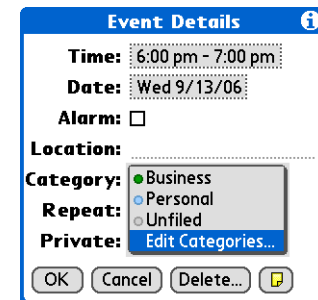 Event Details
Time: 6:00 pm - 7:00 pm
Date: Wed 9/13/06
Alarm:
Location:
Category: Business
Personal
Repeat:
Unfiled
Private: Edit Categories...
OK Cancel Delete...